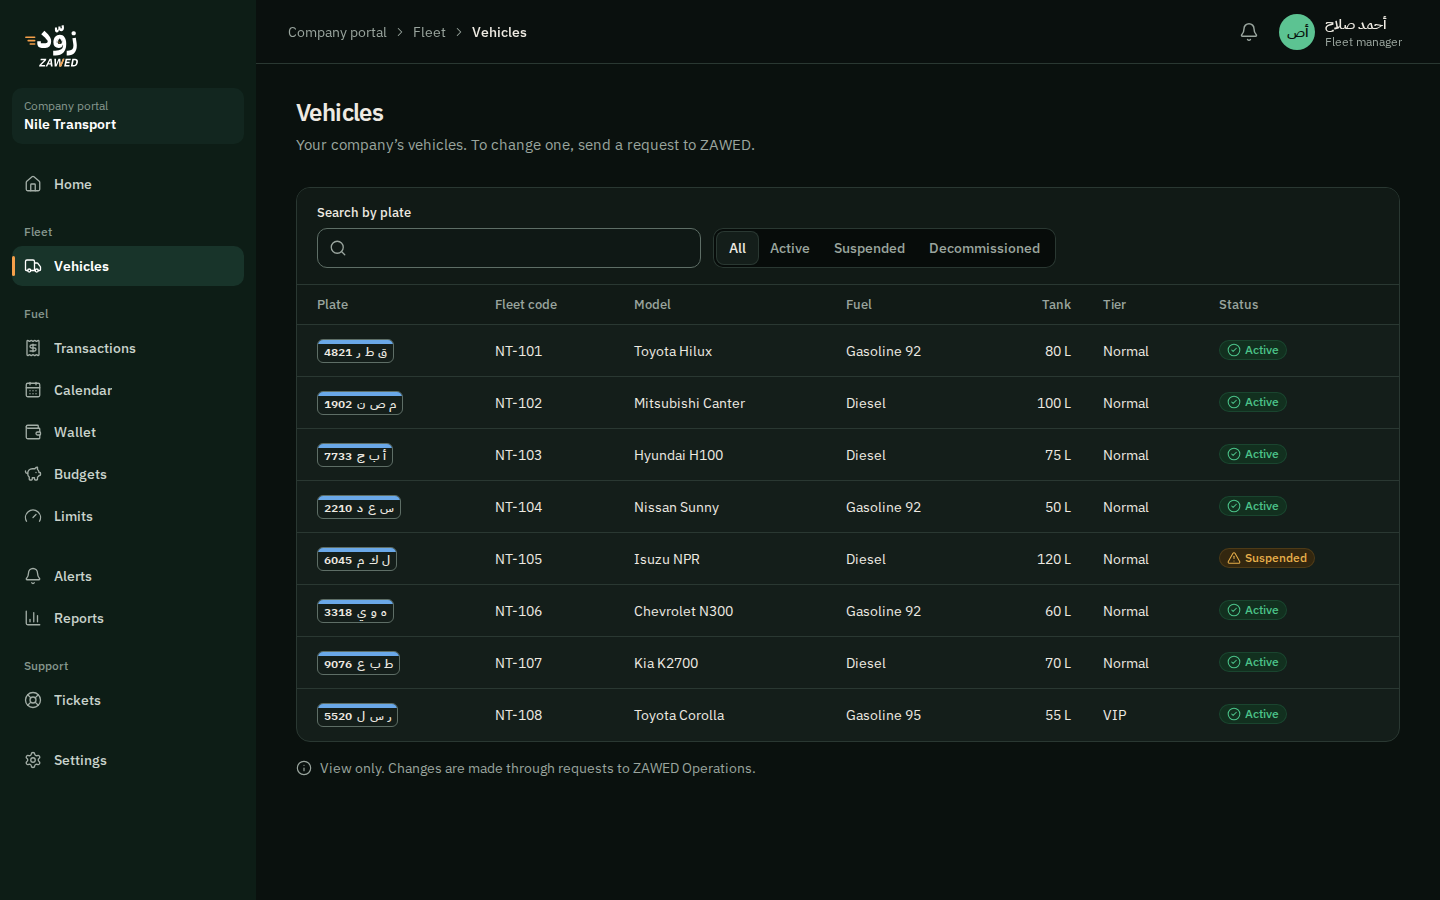 زوّد
ZAWED
Company portal
Nile Transport
Home
Fleet
Vehicles
Fuel
Transactions
Calendar
Wallet
Budgets
Limits
Alerts
Reports
Support
Tickets
Settings
Company portal > Fleet > Vehicles
أص
أحمد صلاح
Fleet manager
Vehicles
Your company’s vehicles. To change one, send a request to ZAWED.
Search by plate
All Active Suspended Decommissioned
Plate Fleet code Model Fuel Tank Tier Status
ق ط ر 4821 NT-101 Toyota Hilux Gasoline 92 80 L Normal Active
م ص ن 1902 NT-102 Mitsubishi Canter Diesel 100 L Normal Active
أ ب ج 7733 NT-103 Hyundai H100 Diesel 75 L Normal Active
س ع د 2210 NT-104 Nissan Sunny Gasoline 92 50 L Normal Active
ل ك م 6045 NT-105 Isuzu NPR Diesel 120 L Normal Suspended
ه و ي 3318 NT-106 Chevrolet N300 Gasoline 92 60 L Normal Active
ط ب ع 9076 NT-107 Kia K2700 Diesel 70 L Normal Active
ر س ل 5520 NT-108 Toyota Corolla Gasoline 95 55 L VIP Active
View only. Changes are made through requests to ZAWED Operations.